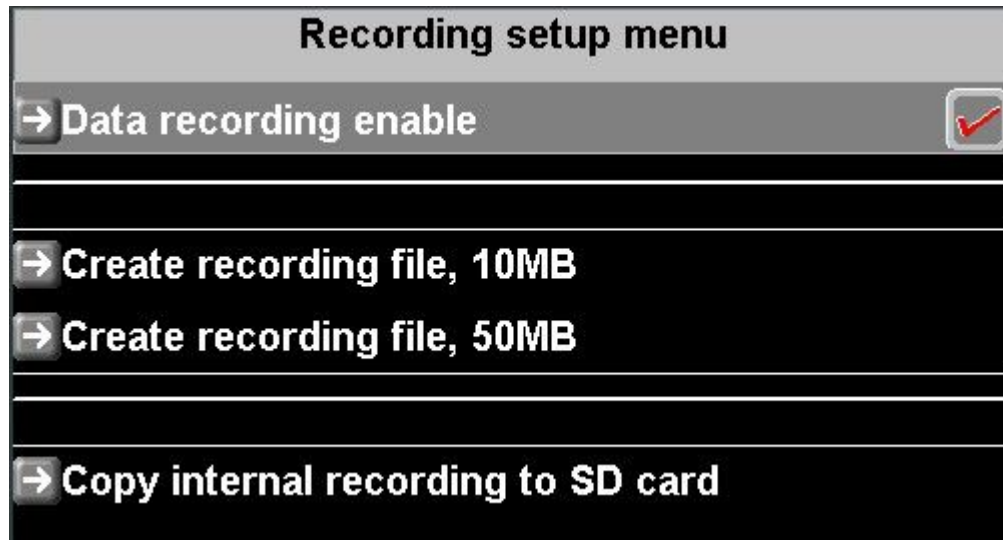 Recording setup menu
Data recording enable
Create recording file, 10MB
Create recording file, 50MB
Copy internal recording to SD card